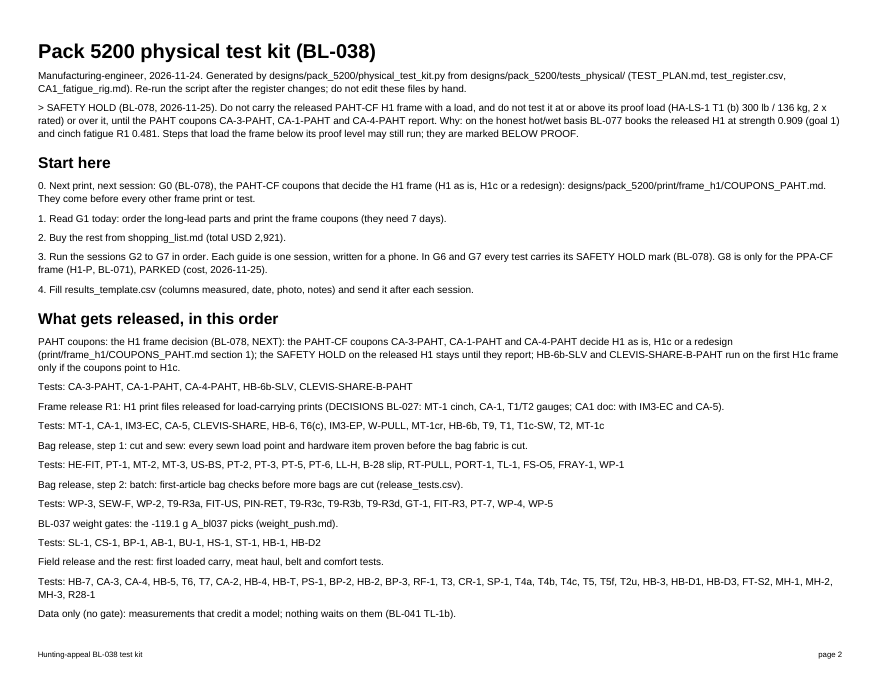 Pack 5200 physical test kit (BL-038)
Manufacturing-engineer, 2026-11-24. Generated by designs/pack_5200/physical_test_kit.py from designs/pack_5200/tests_physical/ (TEST_PLAN.md, test_register.csv,
CA1_fatigue_rig.md). Re-run the script after the register changes; do not edit these files by hand.
> SAFETY HOLD (BL-078, 2026-11-25). Do not carry the released PAHT-CF H1 frame with a load, and do not test it at or above its proof load (HA-LS-1 T1 (b) 300 lb / 136 kg, 2 x
rated) or over it, until the PAHT coupons CA-3-PAHT, CA-1-PAHT and CA-4-PAHT report. Why: on the honest hot/wet basis BL-077 books the released H1 at strength 0.909 (goal 1)
and cinch fatigue R1 0.481. Steps that load the frame below its proof level may still run; they are marked BELOW PROOF.
Start here
0. Next print, next session: G0 (BL-078), the PAHT-CF coupons that decide the H1 frame (H1 as is, H1c or a redesign): designs/pack_5200/print/frame_h1/COUPONS_PAHT.md.
They come before every other frame print or test.
1. Read G1 today: order the long-lead parts and print the frame coupons (they need 7 days).
2. Buy the rest from shopping_list.md (total USD 2,921).
3. Run the sessions G2 to G7 in order. Each guide is one session, written for a phone. In G6 and G7 every test carries its SAFETY HOLD mark (BL-078). G8 is only for the PPA-CF
frame (H1-P, BL-071), PARKED (cost, 2026-11-25).
4. Fill results_template.csv (columns measured, date, photo, notes) and send it after each session.
What gets released, in this order
PAHT coupons: the H1 frame decision (BL-078, NEXT): the PAHT-CF coupons CA-3-PAHT, CA-1-PAHT and CA-4-PAHT decide H1 as is, H1c or a redesign
(print/frame_h1/COUPONS_PAHT.md section 1); the SAFETY HOLD on the released H1 stays until they report; HB-6b-SLV and CLEVIS-SHARE-B-PAHT run on the first H1c frame
only if the coupons point to H1c.
Tests: CA-3-PAHT, CA-1-PAHT, CA-4-PAHT, HB-6b-SLV, CLEVIS-SHARE-B-PAHT
Frame release R1: H1 print files released for load-carrying prints (DECISIONS BL-027: MT-1 cinch, CA-1, T1/T2 gauges; CA1 doc: with IM3-EC and CA-5).
Tests: MT-1, CA-1, IM3-EC, CA-5, CLEVIS-SHARE, HB-6, T6(c), IM3-EP, W-PULL, MT-1cr, HB-6b, T9, T1, T1c-SW, T2, MT-1c
Bag release, step 1: cut and sew: every sewn load point and hardware item proven before the bag fabric is cut.
Tests: HE-FIT, PT-1, MT-2, MT-3, US-BS, PT-2, PT-3, PT-5, PT-6, LL-H, B-28 slip, RT-PULL, PORT-1, TL-1, FS-O5, FRAY-1, WP-1
Bag release, step 2: batch: first-article bag checks before more bags are cut (release_tests.csv).
Tests: WP-3, SEW-F, WP-2, T9-R3a, FIT-US, PIN-RET, T9-R3c, T9-R3b, T9-R3d, GT-1, FIT-R3, PT-7, WP-4, WP-5
BL-037 weight gates: the -119.1 g A_bl037 picks (weight_push.md).
Tests: SL-1, CS-1, BP-1, AB-1, BU-1, HS-1, ST-1, HB-1, HB-D2
Field release and the rest: first loaded carry, meat haul, belt and comfort tests.
Tests: HB-7, CA-3, CA-4, HB-5, T6, T7, CA-2, HB-4, HB-T, PS-1, BP-2, HB-2, BP-3, RF-1, T3, CR-1, SP-1, T4a, T4b, T4c, T5, T5f, T2u, HB-3, HB-D1, HB-D3, FT-S2, MH-1, MH-2,
MH-3, R28-1
Data only (no gate): measurements that credit a model; nothing waits on them (BL-041 TL-1b).
Hunting-appeal BL-038 test kit
page 2